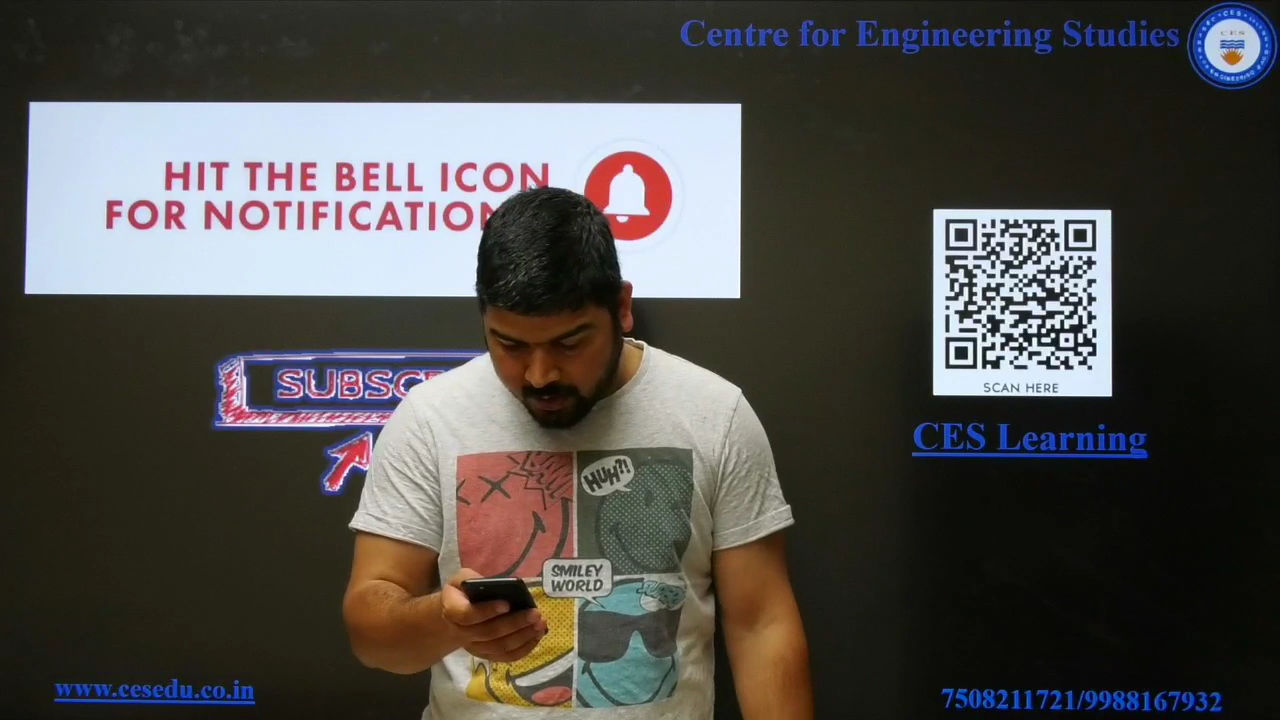 Centre for Engineering Studies
CES
HIT THE BELL ICON
FOR NOTIFICATION
SUBSC
SCAN HERE
CES Learning
HUH?!
SMILEY
WORLD
www.cesedu.co.in
7508211721/9988167932